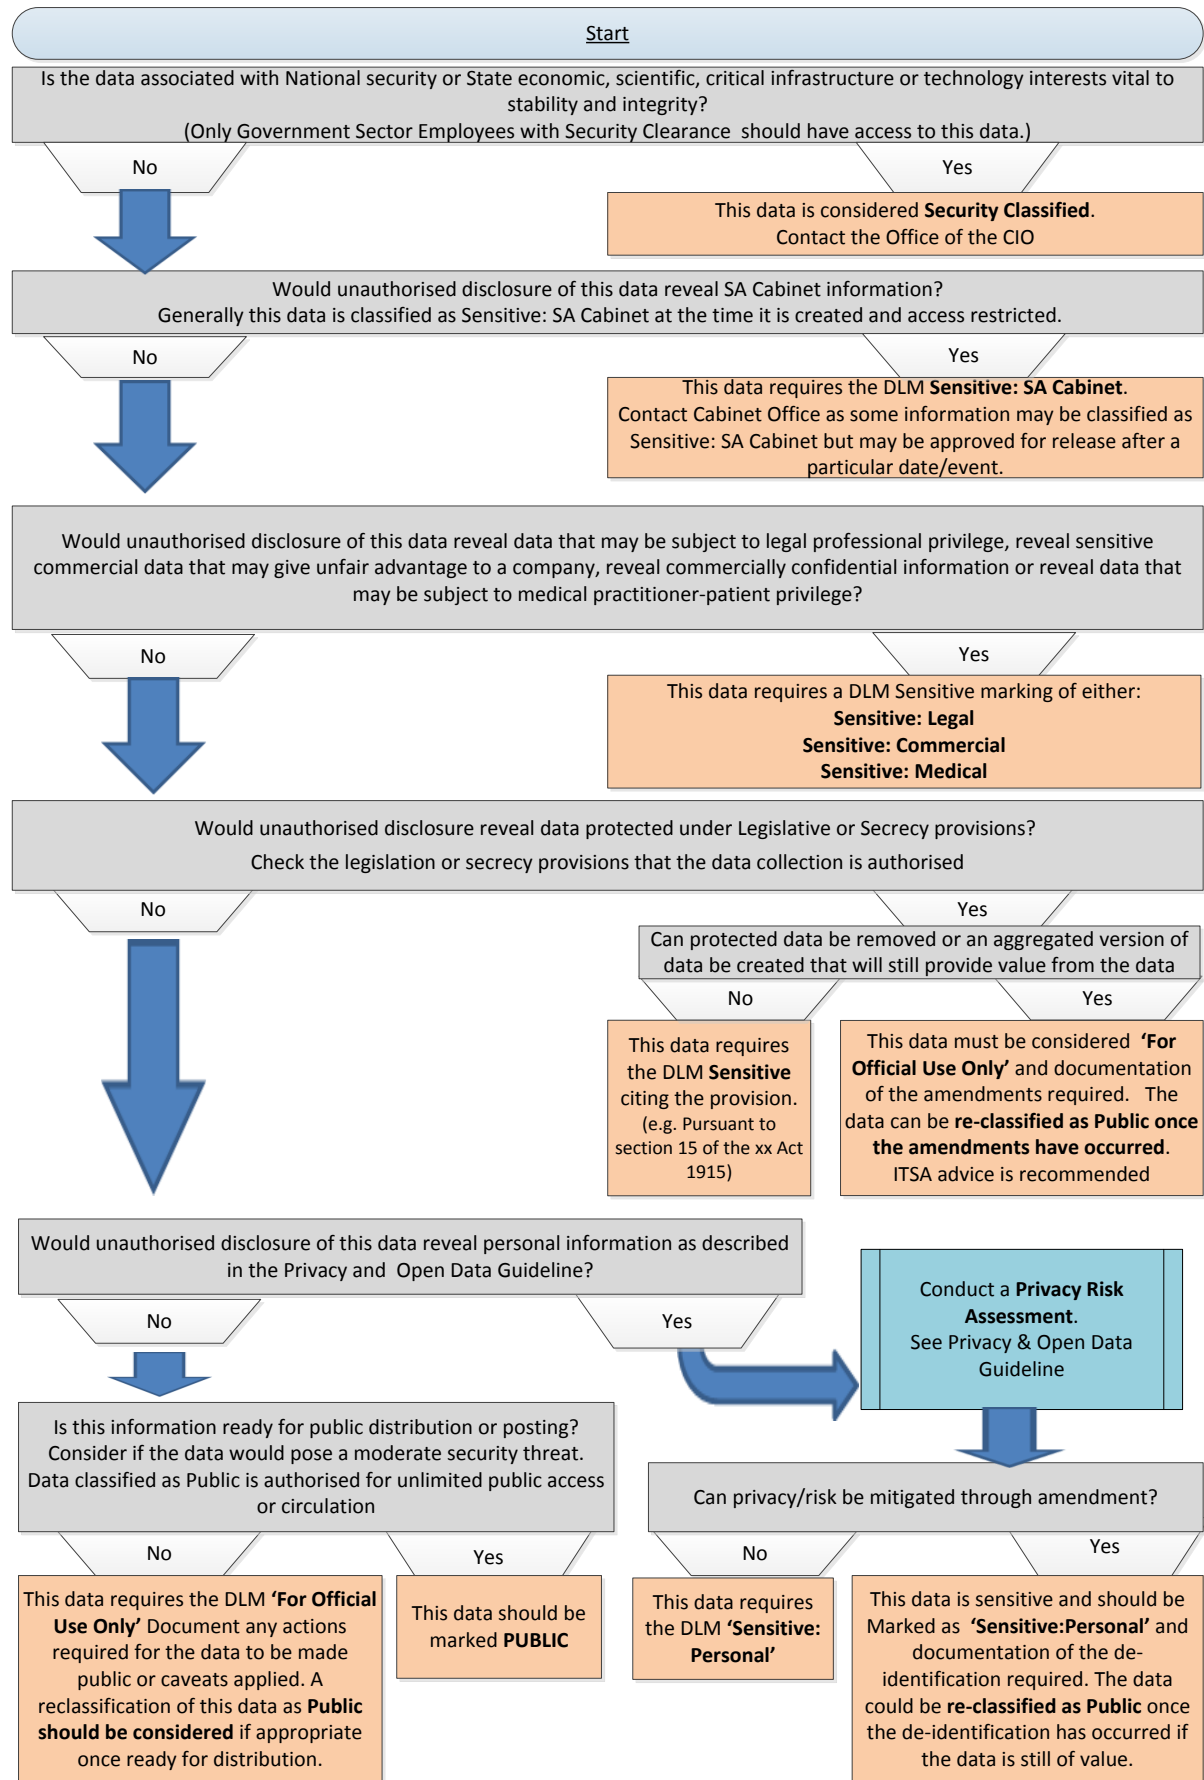 Start
Is the data associated with National security or State economic, scientific, critical infrastructure or technology interests vital to
stability and integrity?
(Only Government Sector Employees with Security Clearance should have access to this data.)
No
Yes
This data is considered Security Classified.
Contact the Office of the CIO
Would unauthorised disclosure of this data reveal SA Cabinet information?
Generally this data is classified as Sensitive: SA Cabinet at the time it is created and access restricted.
No
Yes
This data requires the DLM Sensitive: SA Cabinet.
Contact Cabinet Office as some information may be classified as
Sensitive: SA Cabinet but may be approved for release after a
particular date/event.
Would unauthorised disclosure of this data reveal data that may be subject to legal professional privilege, reveal sensitive
commercial data that may give unfair advantage to a company, reveal commercially confidential information or reveal data that
may be subject to medical practitioner-patient privilege?
No
Yes
This data requires a DLM Sensitive marking of either:
Sensitive: Legal
Sensitive: Commercial
Sensitive: Medical
Would unauthorised disclosure reveal data protected under Legislative or Secrecy provisions?
Check the legislation or secrecy provisions that the data collection is authorised
No
Yes
Can protected data be removed or an aggregated version of
data be created that will still provide value from the data
No
Yes
This data requires
the DLM Sensitive
citing the provision.
(e.g. Pursuant to
section 15 of the xx Act
1915)
This data must be considered 'For
Official Use Only' and documentation
of the amendments required. The
data can be re-classified as Public once
the amendments have occurred.
ITSA advice is recommended
Would unauthorised disclosure of this data reveal personal information as described
in the Privacy and Open Data Guideline?
No
Yes
Conduct a Privacy Risk
Assessment.
See Privacy & Open Data
Guideline
Is this information ready for public distribution or posting?
Consider if the data would pose a moderate security threat.
Data classified as Public is authorised for unlimited public access
or circulation
No
Yes
This data requires the DLM 'For Official
Use Only' Document any actions
required for the data to be made
public or caveats applied. A
reclassification of this data as Public
should be considered if appropriate
once ready for distribution.
This data should be
marked PUBLIC
Can privacy/risk be mitigated through amendment?
No
Yes
This data requires
the DLM 'Sensitive:
Personal'
This data is sensitive and should be
Marked as 'Sensitive:Personal' and
documentation of the de-
identification required. The data
could be re-classified as Public once
the de-identification has occurred if
the data is still of value.